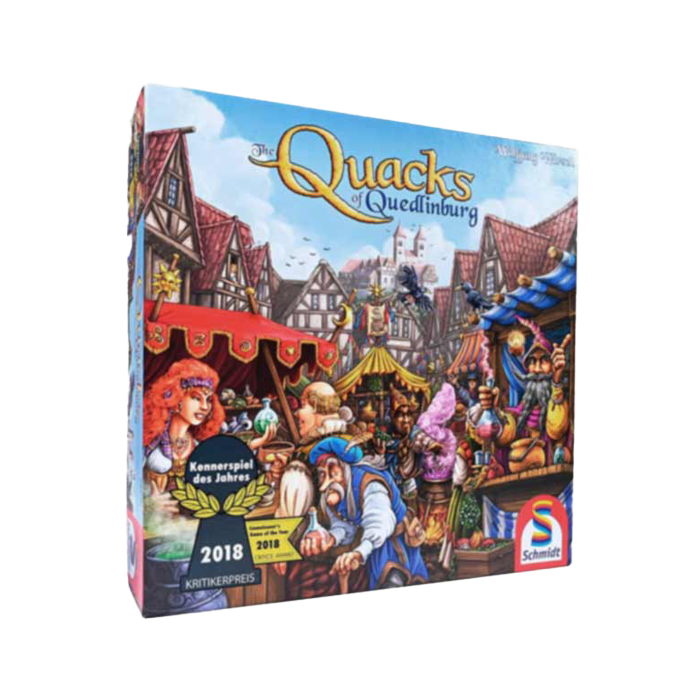 The
Quacks
of Quedlinburg
Kennerspiel
des Jahres
2018
KRITIKERPREIS
Connoisseur's
Game of the Year
2018
Schmidt